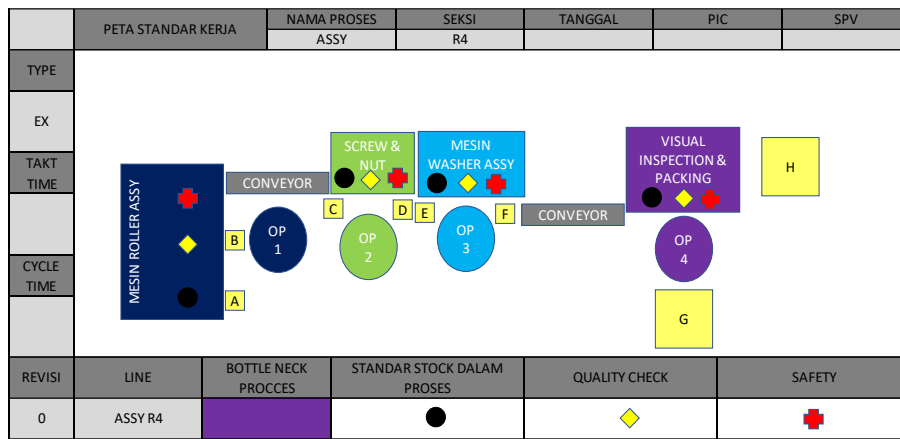 PETA STANDAR KERJA
NAMA PROSES
SEKSI
TANGGAL
PIC
SPV
ASSY
R4
TYPE
EX
TAKT
TIME
CYCLE
TIME
MESIN ROLLER ASSY
CONVEYOR
SCREW &
NUT
MESIN
WASHER ASSY
VISUAL
INSPECTION &
PACKING
H
C
D
E
F
CONVEYOR
B
OP
1
OP
2
OP
3
OP
4
A
G
REVISI
LINE
BOTTLE NECK
PROCCES
STANDAR STOCK DALAM
PROSES
QUALITY CHECK
SAFETY
0
ASSY R4